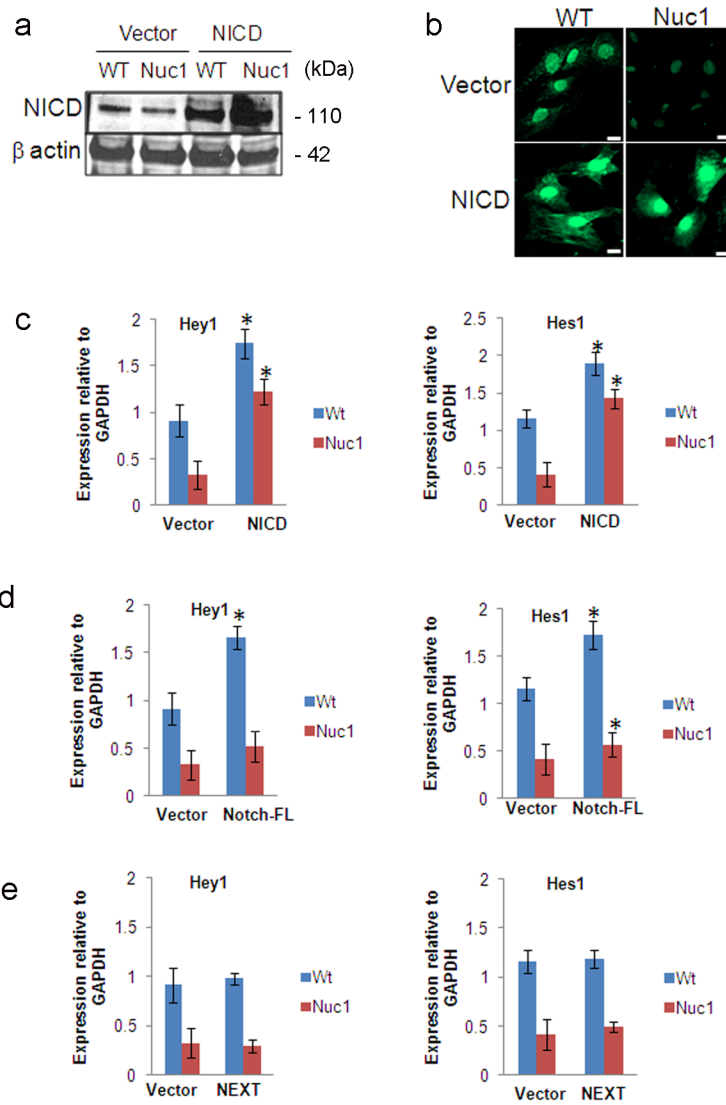 a
Vector NICD
WT Nuc1 WT Nuc1 (kDa)
NICD - 110
β actin - 42
b
WT Nuc1
Vector
NICD
c
Hey1
Expression relative to
GAPDH
2
1.5
1
0.5
0
*
*
Wt
Nuc1
Vector NICD
Hes1
Expression relative to
GAPDH
2.5
2
1.5
1
0.5
0
*
*
Wt
Nuc1
Vector NICD
d
Hey1
Expression relative to
GAPDH
2
1.5
1
0.5
0
*
Wt
Nuc1
Vector Notch-FL
Hes1
Expression relative to
GAPDH
2
1.5
1
0.5
0
*
*
Wt
Nuc1
Vector Notch-FL
e
Hey1
Expression relative to
GAPDH
2
1.5
1
0.5
0
Wt
Nuc1
Vector NEXT
Hes1
Expression relative to
GAPDH
2
1.5
1
0.5
0
Wt
Nuc1
Vector NEXT